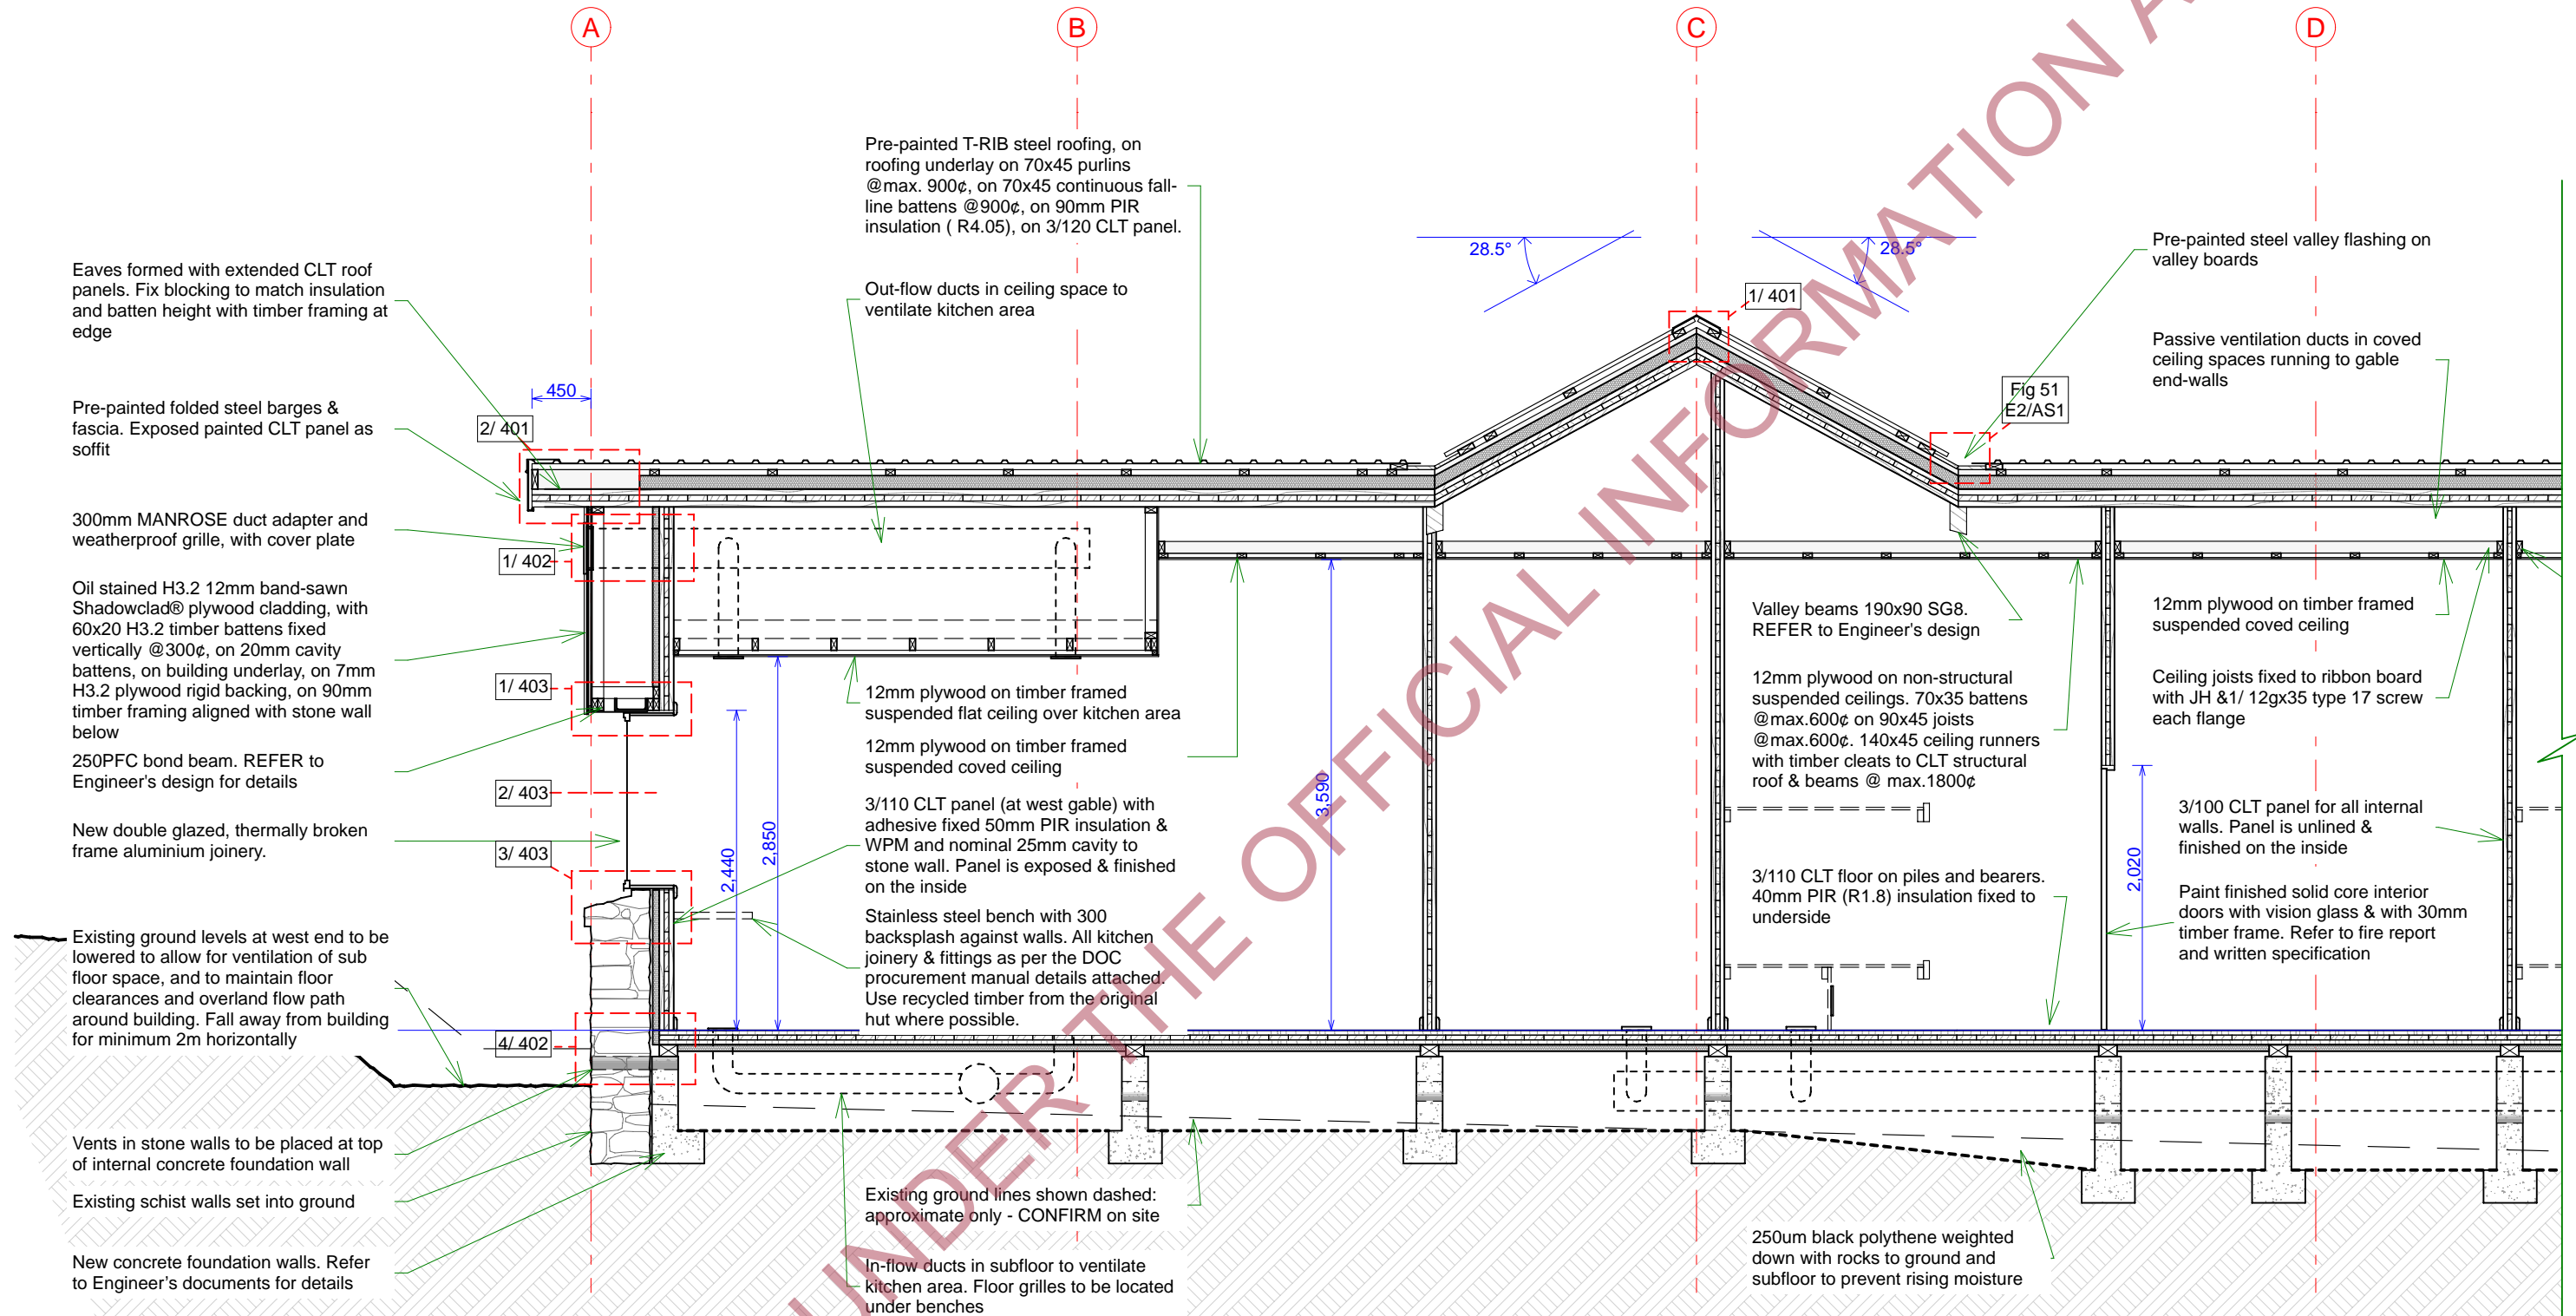 A
B
C
D
Pre-painted T-RIB steel roofing, on
roofing underlay on 70x45 purlins
@max. 900¢, on 70x45 continuous fall-
line battens @900¢, on 90mm PIR
insulation ( R4.05), on 3/120 CLT panel.
28.5°
28.5°
Pre-painted steel valley flashing on
valley boards
Eaves formed with extended CLT roof
panels. Fix blocking to match insulation
and batten height with timber framing at
edge
Out-flow ducts in ceiling space to
ventilate kitchen area
1/ 401
Passive ventilation ducts in coved
ceiling spaces running to gable
end-walls
Fig 51
E2/AS1
450
2/ 401
Pre-painted folded steel barges &
fascia. Exposed painted CLT panel as
soffit
300mm MANROSE duct adapter and
weatherproof grille, with cover plate
1/ 402
Oil stained H3.2 12mm band-sawn
Shadowclad® plywood cladding, with
60x20 H3.2 timber battens fixed
vertically @300¢, on 20mm cavity
battens, on building underlay, on 7mm
H3.2 plywood rigid backing, on 90mm
timber framing aligned with stone wall
below
1/ 403
250PFC bond beam. REFER to
Engineer's design for details
2/ 403
New double glazed, thermally broken
frame aluminium joinery.
3/ 403
12mm plywood on timber framed
suspended flat ceiling over kitchen area
12mm plywood on timber framed
suspended coved ceiling
3/110 CLT panel (at west gable) with
adhesive fixed 50mm PIR insulation &
WPM and nominal 25mm cavity to
stone wall. Panel is exposed & finished
on the inside
Stainless steel bench with 300
backsplash against walls. All kitchen
joinery & fittings as per the DOC
procurement manual details attached.
Use recycled timber from the original
hut where possible.
2,440
2,850
3,590
Valley beams 190x90 SG8.
REFER to Engineer's design
12mm plywood on non-structural
suspended ceilings. 70x35 battens
@max.600¢ on 90x45 joists
@max.600¢. 140x45 ceiling runners
with timber cleats to CLT structural
roof & beams @ max.1800¢
3/110 CLT floor on piles and bearers.
40mm PIR (R1.8) insulation fixed to
underside
2,020
12mm plywood on timber framed
suspended coved ceiling
Ceiling joists fixed to ribbon board
with JH &1/ 12gx35 type 17 screw
each flange
3/100 CLT panel for all internal
walls. Panel is unlined &
finished on the inside
Paint finished solid core interior
doors with vision glass & with 30mm
timber frame. Refer to fire report
and written specification
Existing ground levels at west end to be
lowered to allow for ventilation of sub
floor space, and to maintain floor
clearances and overland flow path
around building. Fall away from building
for minimum 2m horizontally
4/ 402
Vents in stone walls to be placed at top
of internal concrete foundation wall
Existing schist walls set into ground
New concrete foundation walls. Refer
to Engineer's documents for details
Existing ground lines shown dashed:
approximate only - CONFIRM on site
In-flow ducts in subfloor to ventilate
kitchen area. Floor grilles to be located
under benches
250um black polythene weighted
down with rocks to ground and
subfloor to prevent rising moisture
UNDER THE OFFICIAL INFORMATION A